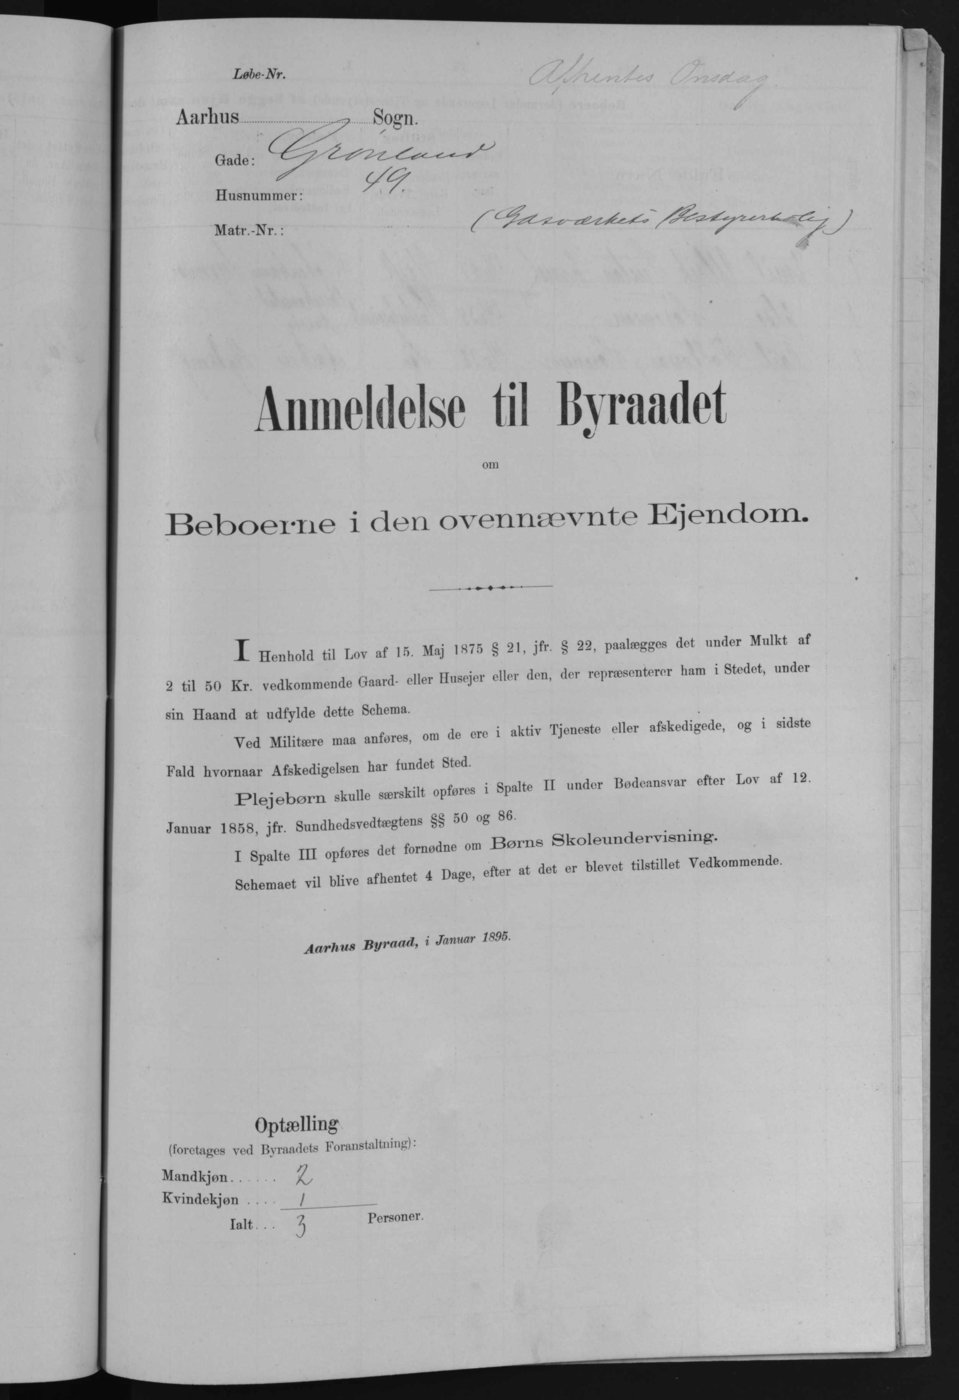 Løbe-Nr.
Afhentes Onsdag.
Aarhus Sogn.
Gade: Grønland
Husnummer: 49.
Matr.-Nr.: (Gasværkets Bestyrerbolig)
Anmeldelse til Byraadet
om
Beboerne i den ovennævnte Ejendom.
I Henhold til Lov af 15. Maj 1875 § 21, jfr. § 22, paalægges det under Mulkt af
2 til 50 Kr. vedkommende Gaard- eller Husejer eller den, der repræsenterer ham i Stedet, under
sin Haand at udfylde dette Schema.
Ved Militære maa anføres, om de ere i aktiv Tjeneste eller afskedigede, og i sidste
Fald hvornaar Afskedigelsen har fundet Sted.
Plejebørn skulle særskilt opføres i Spalte II under Bødeansvar efter Lov af 12.
Januar 1858, jfr. Sundhedsvedtægtens §§ 50 og 86.
I Spalte III opføres det fornødne om Børns Skoleundervisning.
Schemaet vil blive afhentet 4 Dage, efter at det er blevet tilstillet Vedkommende.
Aarhus Byraad, i Januar 1895.
Optælling
(foretages ved Byraadets Foranstaltning):
Mandkjøn...... 2
Kvindekjøn .... 1
Ialt... 3 Personer.